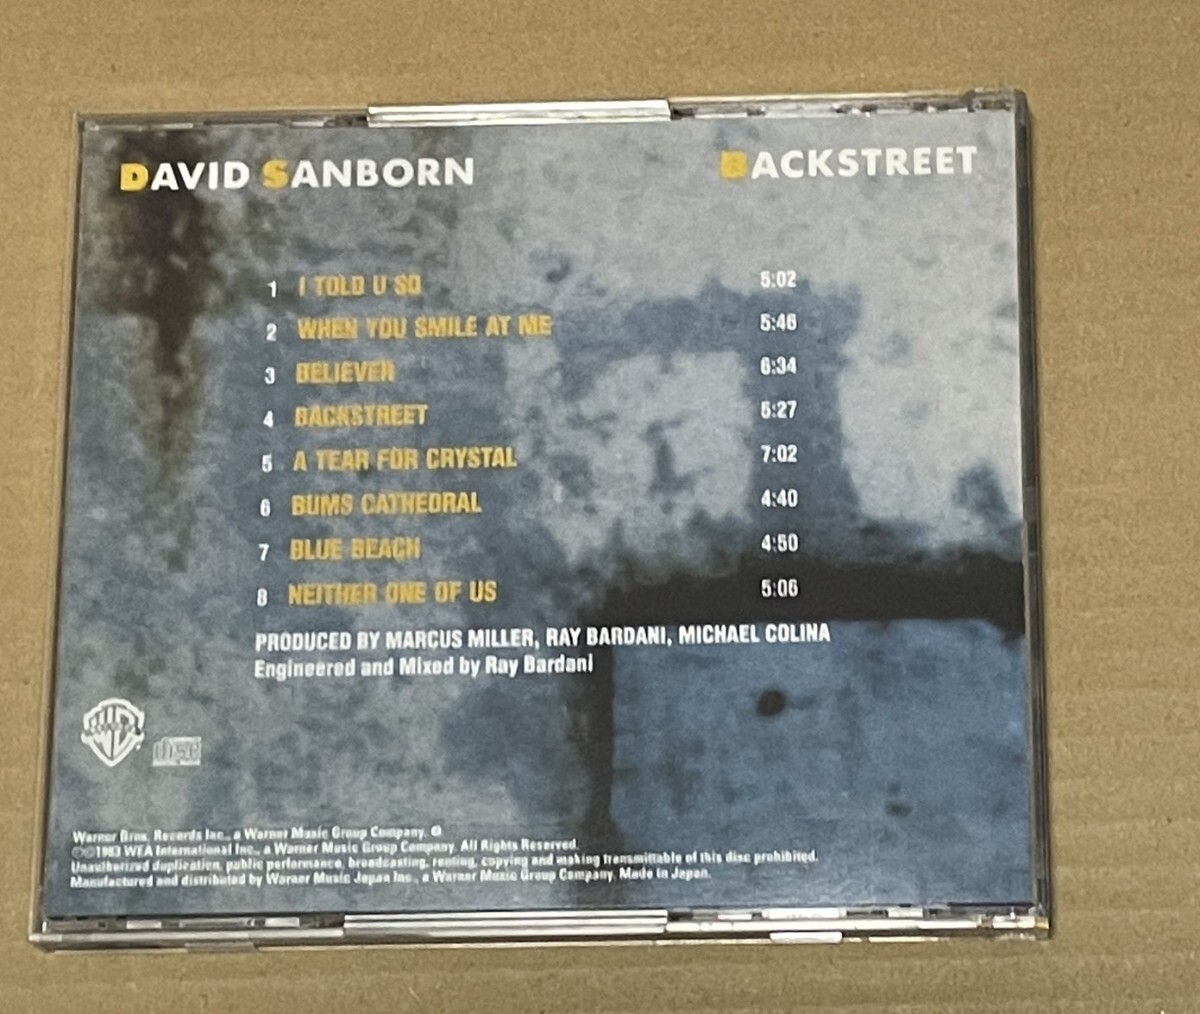 DAVID SANBORN BACKSTREET
1 I TOLD U SO 5:02
2 WHEN YOU SMILE AT ME 5:46
3 BELIEVER 6:34
4 BACKSTREET 5:27
5 A TEAR FOR CRYSTAL 7:02
6 BUMS CATHEDRAL 4:40
7 BLUE BEACH 4:50
8 NEITHER ONE OF US 5:06
PRODUCED BY MARCUS MILLER, RAY BARDANI, MICHAEL COLINA
Engineered and Mixed by Ray Bardani
disc
Warner Bros. Records Inc., a Warner Music Group Company.
1983 WEA International Inc., a Warner Music Group Company. All Rights Reserved.
Unauthorized duplication, public performance, broadcasting, renting, copying and making transmittable of this disc prohibited.
Manufactured and distributed by Warner Music Japan Inc., a Warner Music Group Company. Made in Japan.